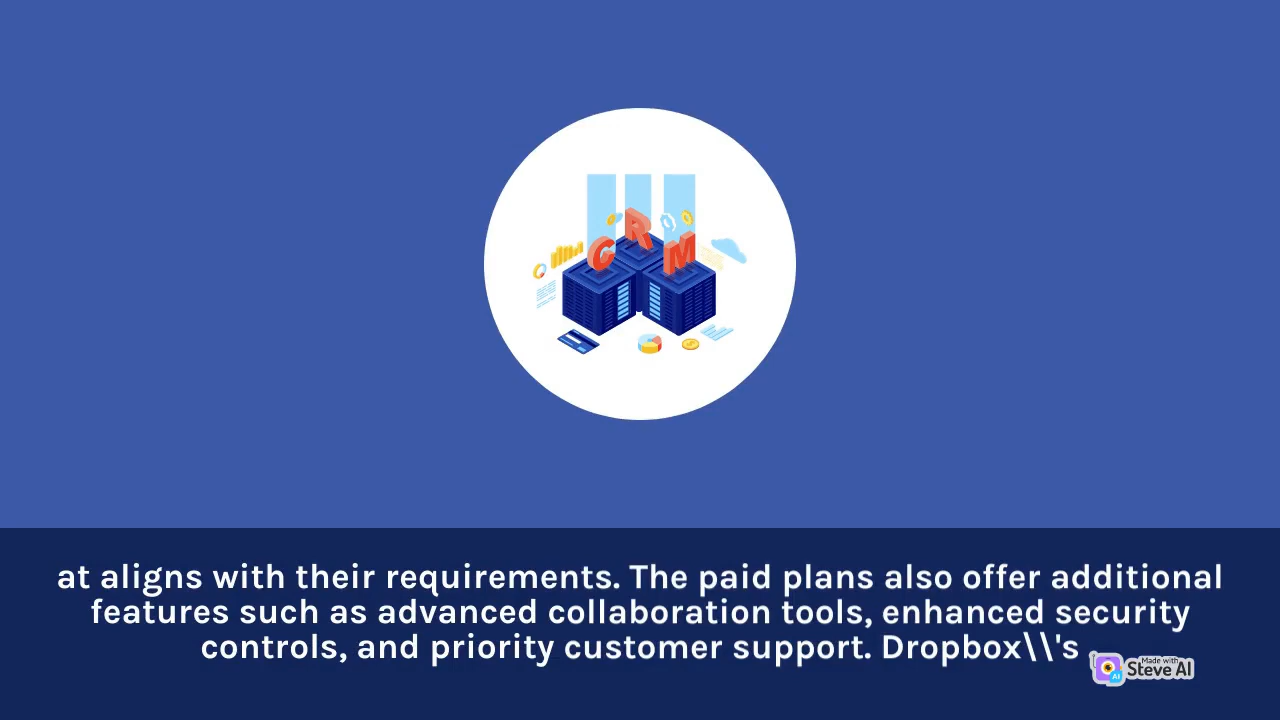 CRM
at aligns with their requirements. The paid plans also offer additional
features such as advanced collaboration tools, enhanced security
controls, and priority customer support. Dropbox\\'s
Made with
Steve AI
AI